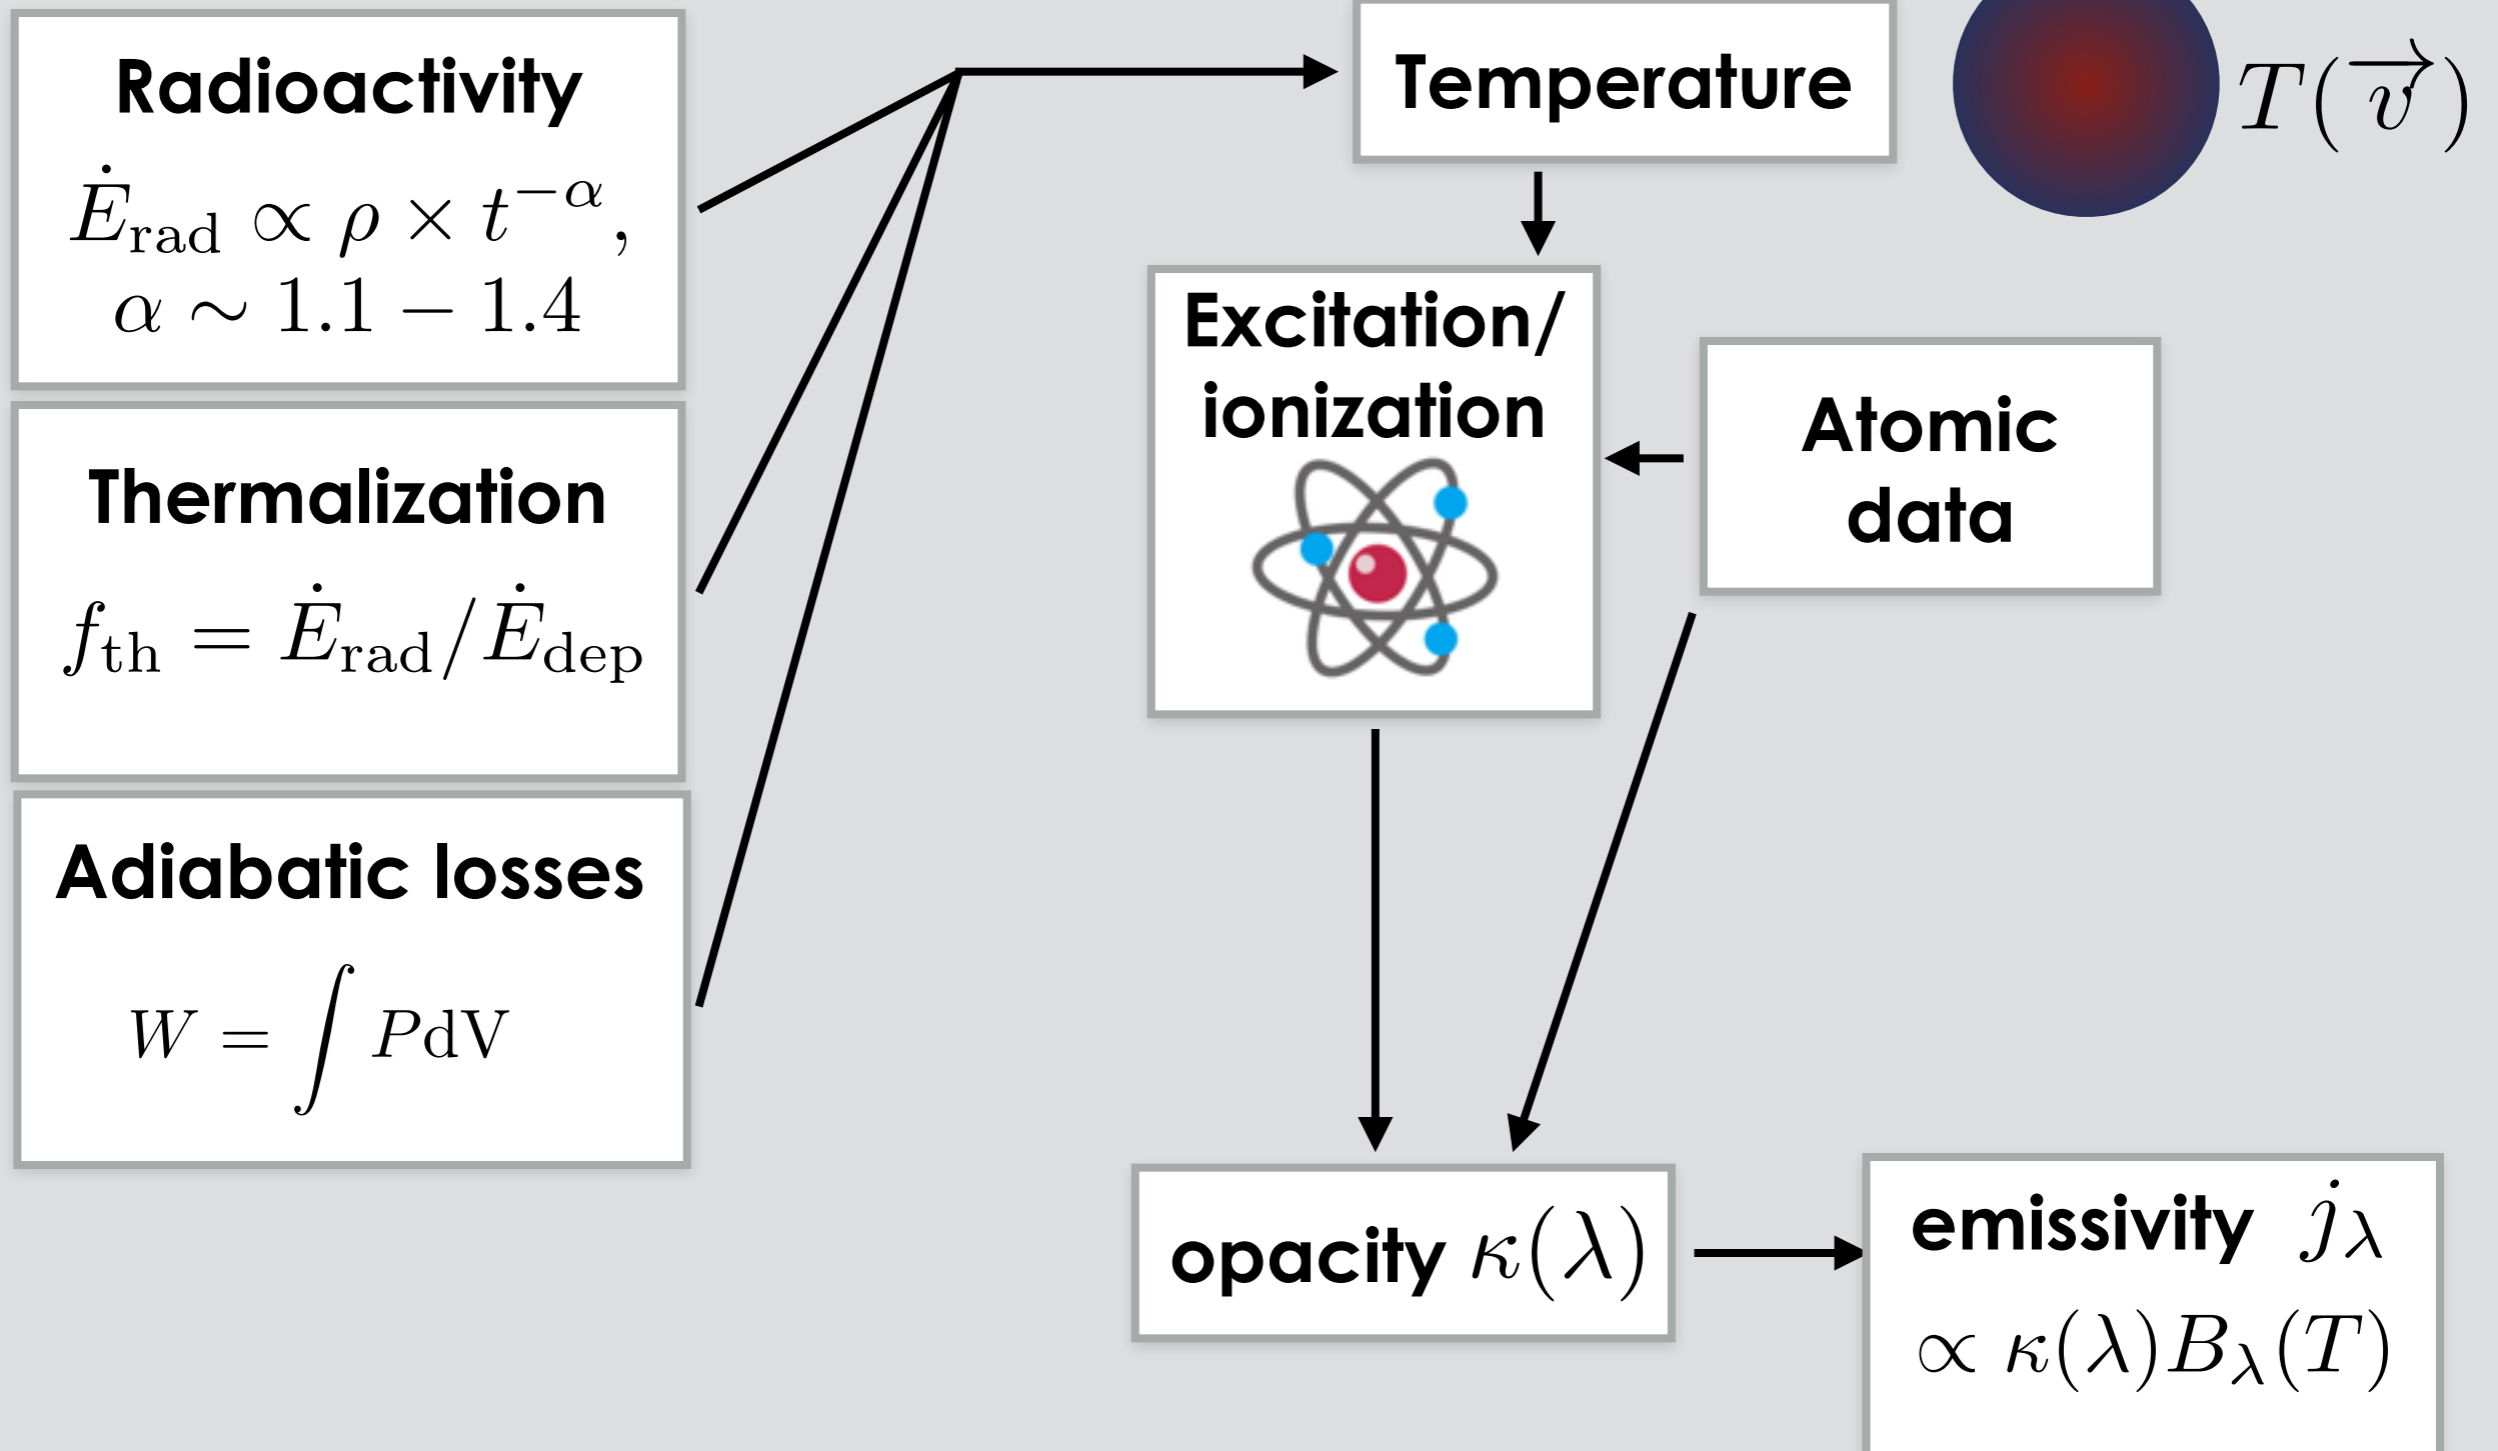 Radioactivity
Ė_rad ∝ ρ × t^{−α},
α ∼ 1.1 − 1.4
Thermalization
f_th = Ė_rad/Ė_dep
Adiabatic losses
W = ∫ PdV
Temperature
T(v⃗)
Excitation/
ionization
Atomic
data
opacity κ(λ)
emissivity j_λ
∝ κ(λ)B_λ(T)